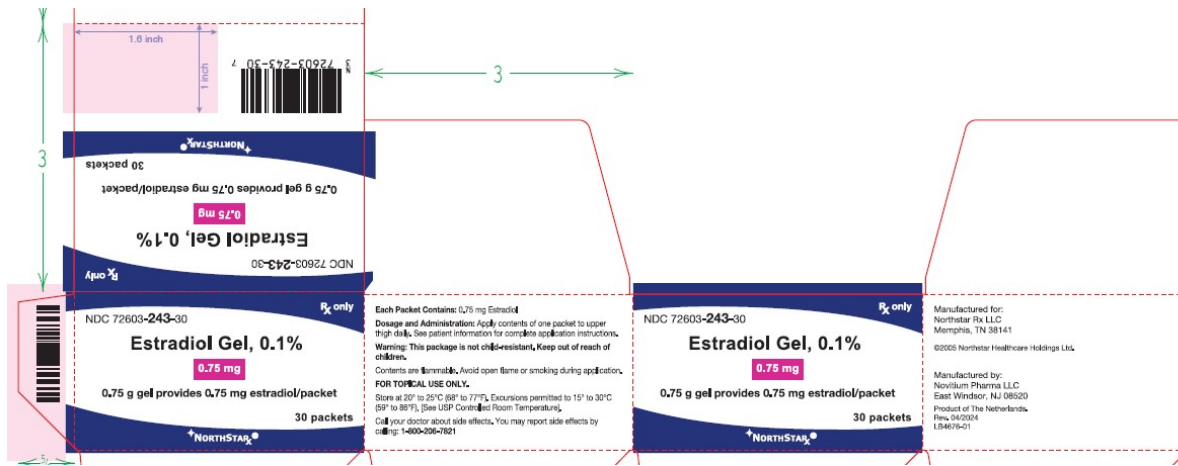 1.6 inch
1 inch
N
3
72603-243-30
7
3
3
NORTHSTARx
30 packets
0.75 g gel provides 0.75 mg estradiol/packet
0.75 mg
Estradiol Gel, 0.1%
NDC 72603-243-30
Rx only
Rx only
NDC 72603-243-30
Estradiol Gel, 0.1%
0.75 mg
0.75 g gel provides 0.75 mg estradiol/packet
30 packets
NORTHSTARx
Each Packet Contains: 0.75 mg Estradiol
Dosage and Administration: Apply contents of one packet to upper
thigh daily. See patient information for complete application instructions.
Warning: This package is not child-resistant. Keep out of reach of
children.
Contents are flammable. Avoid open flame or smoking during application.
FOR TOPICAL USE ONLY.
Store at 20° to 25°C (68° to 77°F). Excursions permitted to 15° to 30°C
(59° to 86°F). [See USP Controlled Room Temperature].
Call your doctor about side effects. You may report side effects by
calling: 1-800-206-7821
Rx only
NDC 72603-243-30
Estradiol Gel, 0.1%
0.75 mg
0.75 g gel provides 0.75 mg estradiol/packet
30 packets
NORTHSTARx
Manufactured for:
Northstar Rx LLC
Memphis, TN 38141
©2005 Northstar Healthcare Holdings Ltd.
Manufactured by:
Novitium Pharma LLC
East Windsor, NJ 08520
Product of The Netherlands.
Rev. 04/2024
LB4676-01